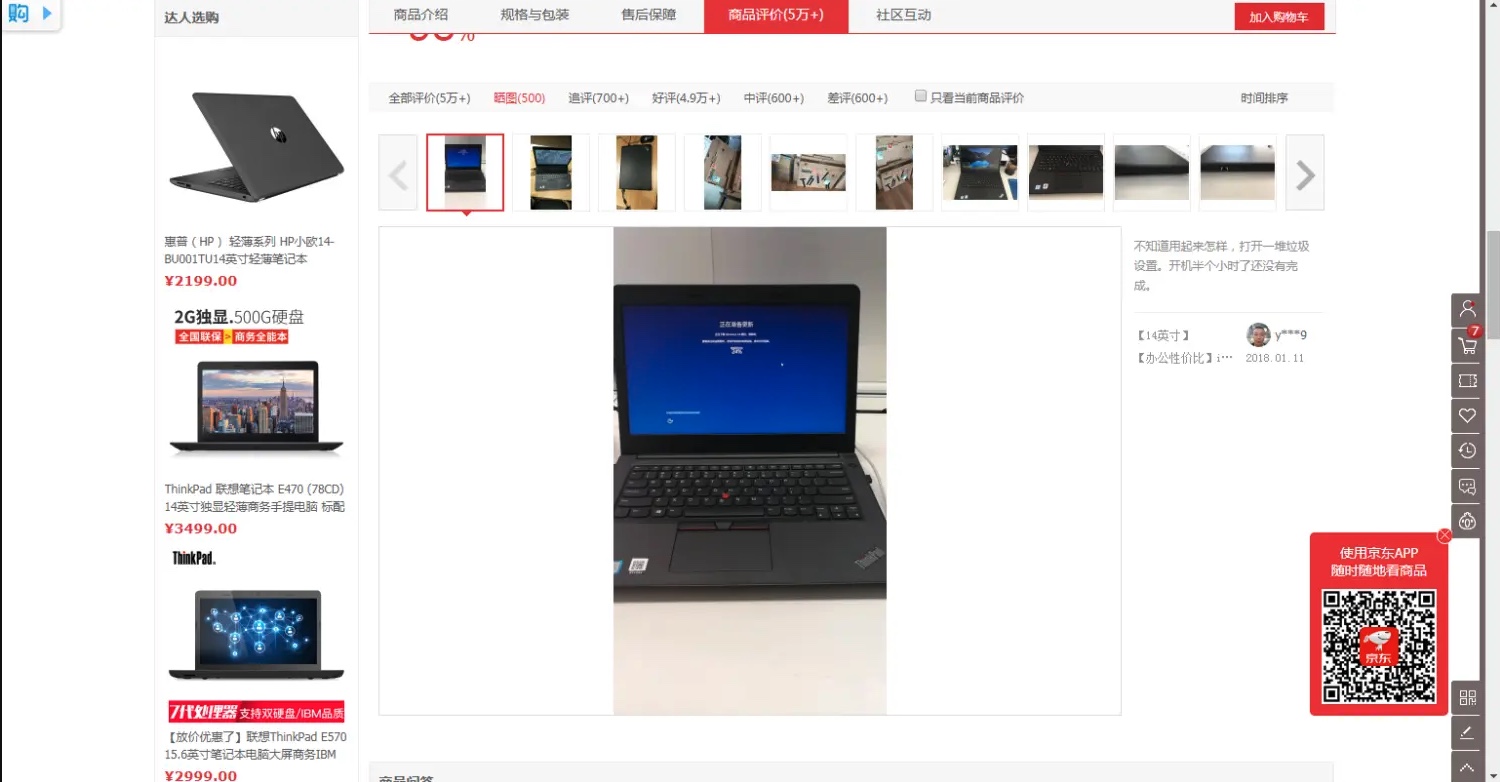 购
达人选购
商品介绍
规格与包装
售后保障
商品评价(5万+)
社区互动
加入购物车
全部评价(5万+)
晒图(500)
追评(700+)
好评(4.9万+)
中评(600+)
差评(600+)
只看当前商品评价
时间排序
惠普（HP） 轻薄系列 HP小欧14-
BU001TU14英寸轻薄笔记本
¥2199.00
2G独显.500G硬盘
全国联保 > 商务全能本
ThinkPad 联想笔记本 E470 (78CD)
14英寸独显轻薄商务手提电脑 标配
¥3499.00
ThinkPad.
7代处理器 支持双硬盘/IBM品质
【放价优惠了】联想ThinkPad E570
15.6英寸笔记本电脑大屏商务IBM
¥2999.00
正在准备更新
ThinkPad
不知道用起来怎样，打开一堆垃圾
设置。开机半个小时了还没有完
成。
【14英寸】
y***9
【办公性价比】i…
2018.01.11
7
使用京东APP
随时随地看商品
京东
商品问答